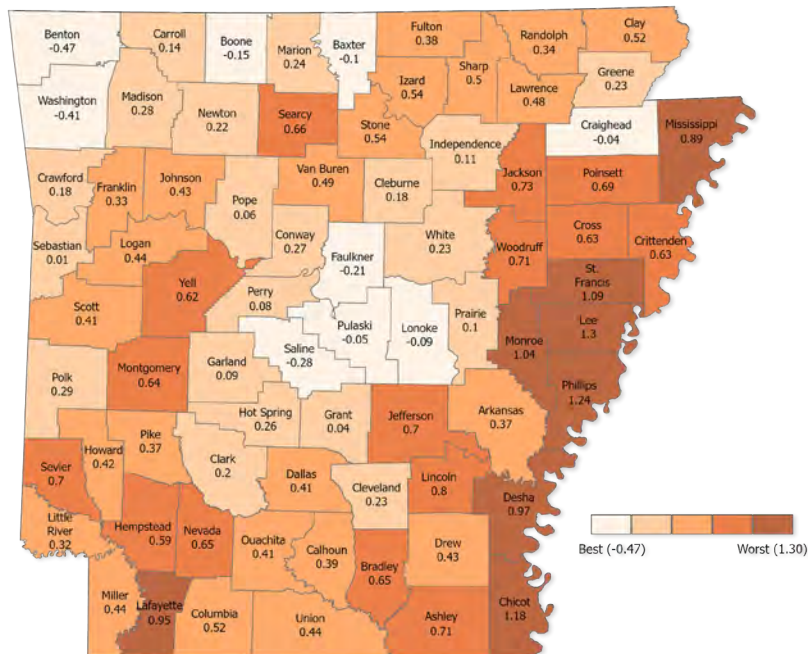 Benton
-0.47
Carroll
0.14
Boone
-0.15
Marion
0.24
Baxter
-0.1
Fulton
0.38
Randolph
0.34
Clay
0.52
Washington
-0.41
Madison
0.28
Newton
0.22
Searcy
0.66
Stone
0.54
Izard
0.54
Sharp
0.5
Lawrence
0.48
Greene
0.23
Craighead
-0.04
Mississippi
0.89
Crawford
0.18
Franklin
0.33
Johnson
0.43
Pope
0.06
Van Buren
0.49
Cleburne
0.18
Independence
0.11
Jackson
0.73
Poinsett
0.69
Sebastian
0.01
Logan
0.44
Conway
0.27
Faulkner
-0.21
White
0.23
Woodruff
0.71
Cross
0.63
Crittenden
0.63
Scott
0.41
Yell
0.62
Perry
0.08
Saline
-0.28
Pulaski
-0.05
Lonoke
-0.09
Prairie
0.1
Monroe
1.04
St.
Francis
1.09
Lee
1.3
Phillips
1.24
Polk
0.29
Montgomery
0.64
Garland
0.09
Hot Spring
0.26
Grant
0.04
Jefferson
0.7
Arkansas
0.37
Sevier
0.7
Howard
0.42
Pike
0.37
Clark
0.2
Dallas
0.41
Cleveland
0.23
Lincoln
0.8
Desha
0.97
Little
River
0.32
Hempstead
0.59
Nevada
0.65
Ouachita
0.41
Calhoun
0.39
Bradley
0.65
Drew
0.43
Best (-0.47)
Worst (1.30)
Miller
0.44
Lafayette
0.95
Columbia
0.52
Union
0.44
Ashley
0.71
Chicot
1.18